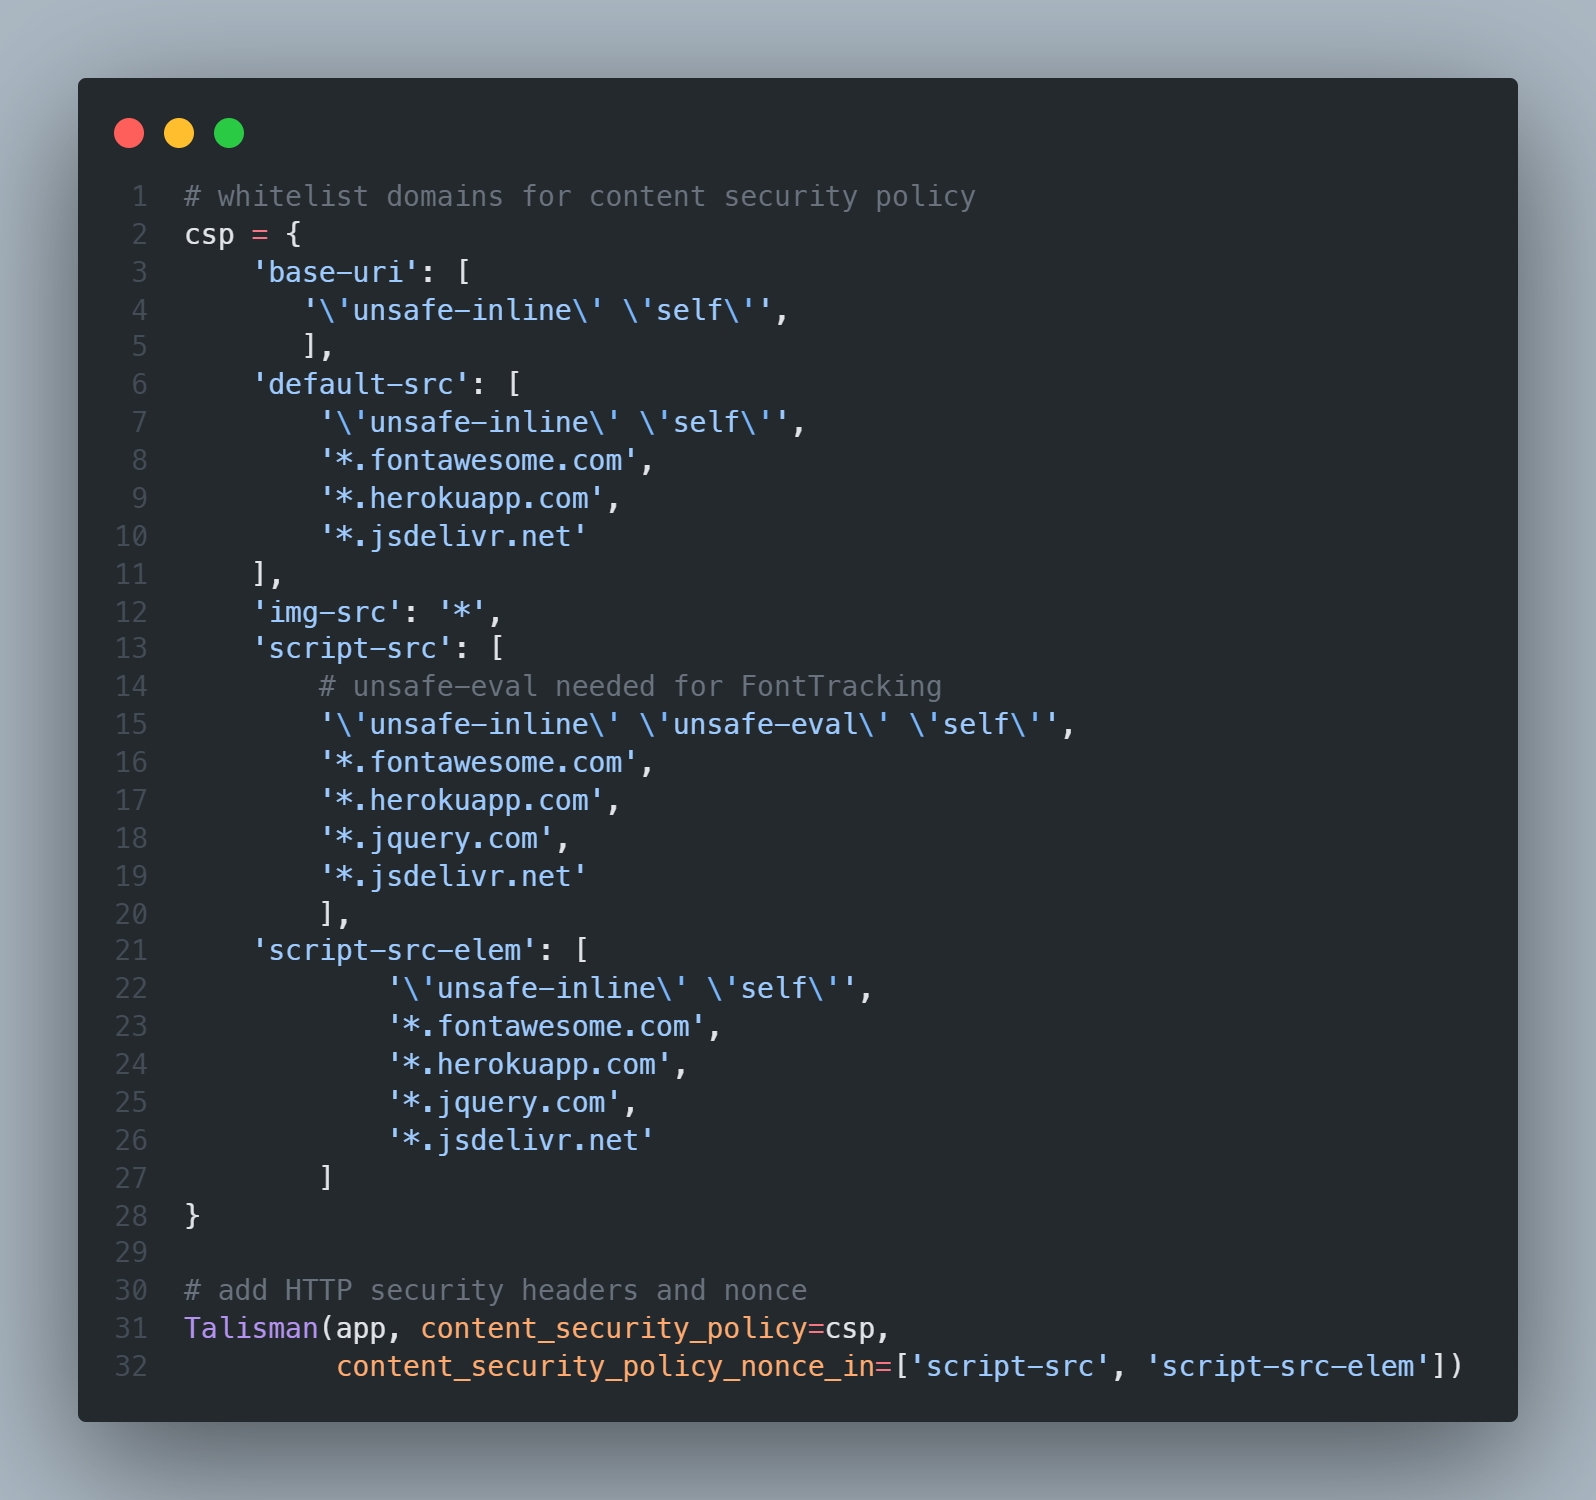 1 # whitelist domains for content security policy
2 csp = {
3     'base-uri': [
4        '\'unsafe-inline\' \'self\'',
5        ],
6     'default-src': [
7         '\'unsafe-inline\' \'self\'',
8         '*.fontawesome.com',
9         '*.herokuapp.com',
10         '*.jsdelivr.net'
11     ],
12     'img-src': '*',
13     'script-src': [
14         # unsafe-eval needed for FontTracking
15         '\'unsafe-inline\' \'unsafe-eval\' \'self\'',
16         '*.fontawesome.com',
17         '*.herokuapp.com',
18         '*.jquery.com',
19         '*.jsdelivr.net'
20         ],
21     'script-src-elem': [
22             '\'unsafe-inline\' \'self\'',
23             '*.fontawesome.com',
24             '*.herokuapp.com',
25             '*.jquery.com',
26             '*.jsdelivr.net'
27         ]
28 }
29
30 # add HTTP security headers and nonce
31 Talisman(app, content_security_policy=csp,
32          content_security_policy_nonce_in=['script-src', 'script-src-elem'])